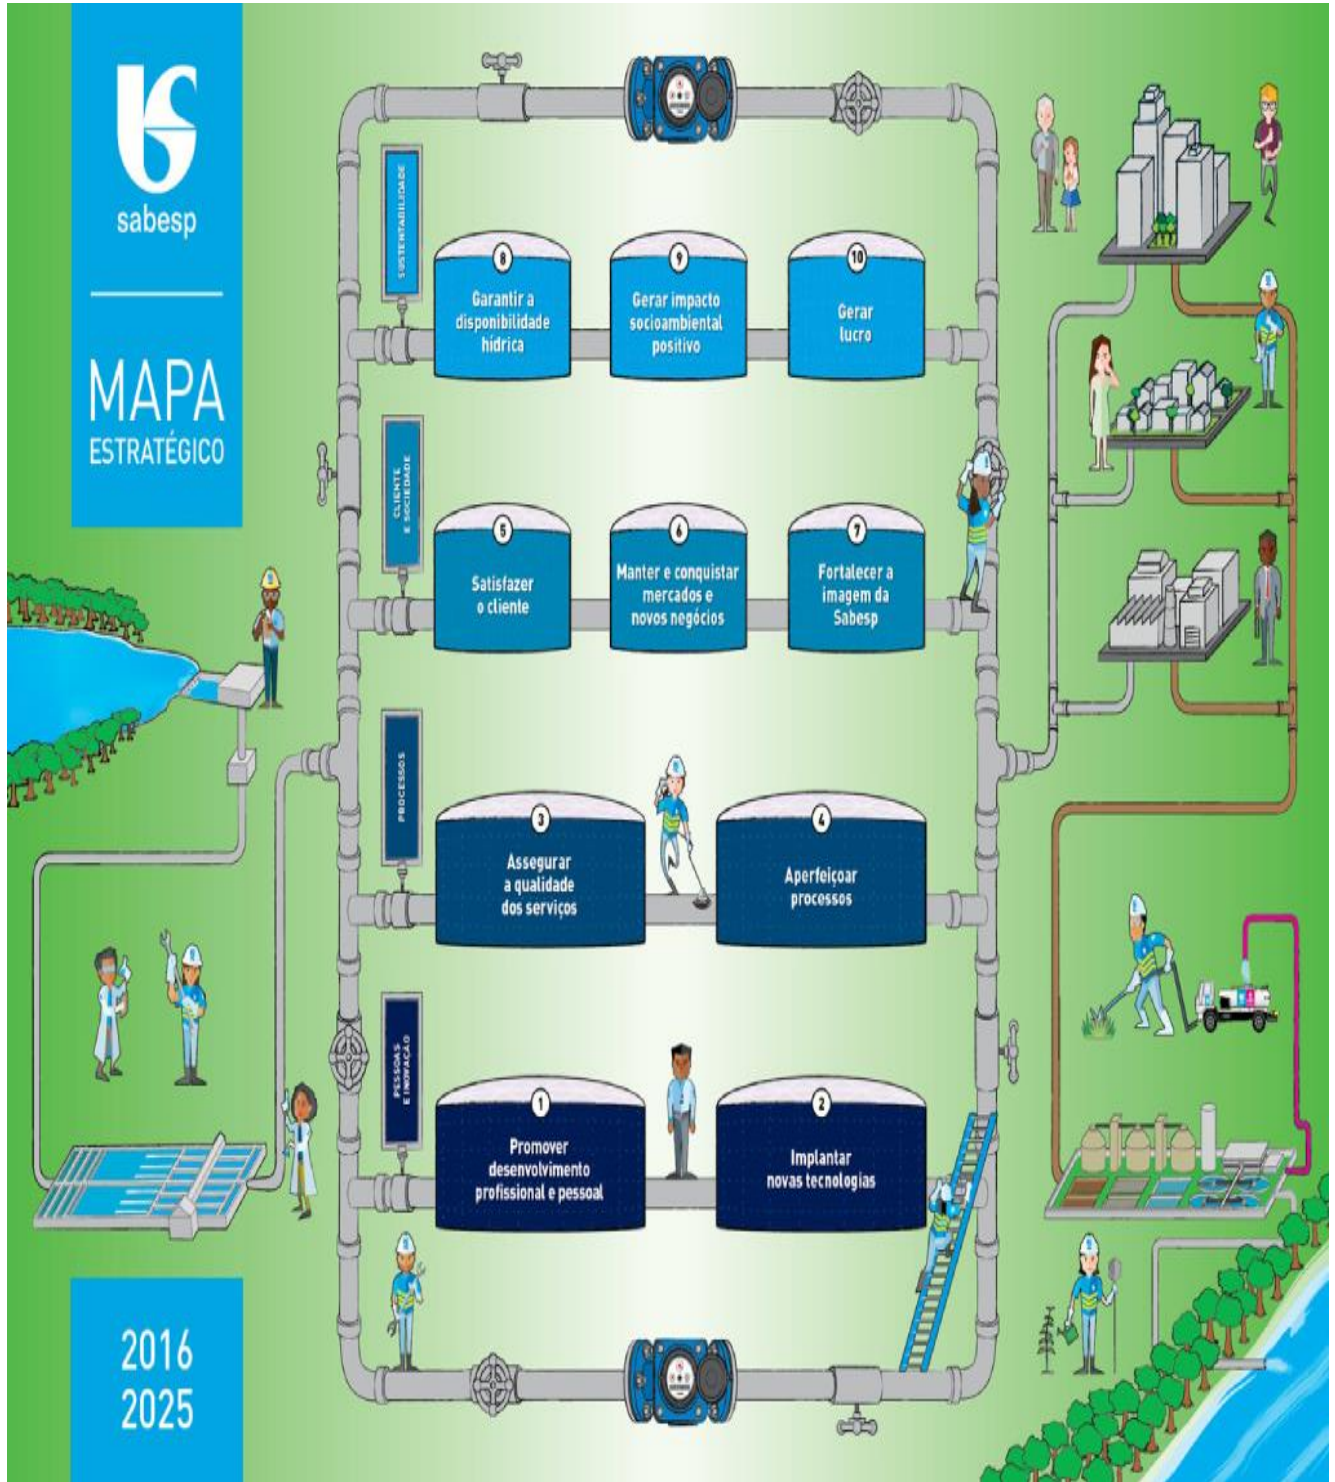 sabesp
MAPA
ESTRATÉGICO
SUSTENTABILIDADE
8
Garantir a
disponibilidade
hídrica
9
Gerar impacto
socioambiental
positivo
10
Gerar
lucro
CLIENTE
E SOCIEDADE
5
Satisfazer
o cliente
6
Manter e conquistar
mercados e
novos negócios
7
Fortalecer a
imagem da
Sabesp
PROCESSOS
3
Assegurar
a qualidade
dos serviços
4
Aperfeiçoar
processos
PESSOAS
E INOVAÇÃO
1
Promover
desenvolvimento
profissional e pessoal
2
Implantar
novas tecnologias
2016
2025